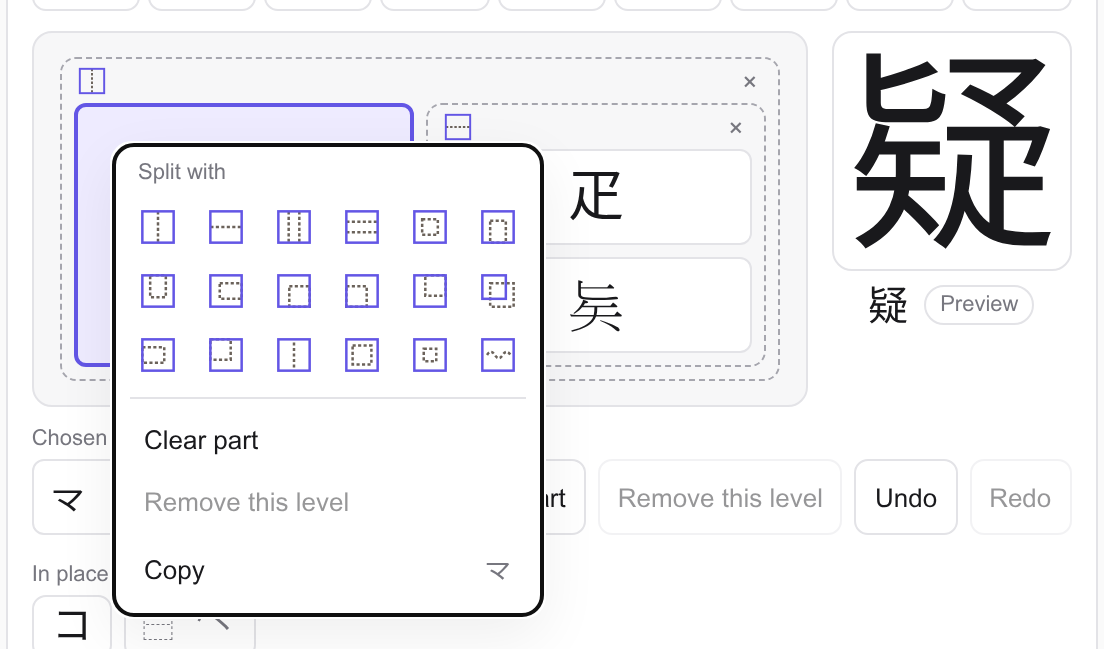 疑
Split with
疋
𠤕
疑 Preview
Clear part
Chosen
Remove this level
マ
Remove this level
Undo
Redo
Copy マ
In place
コ